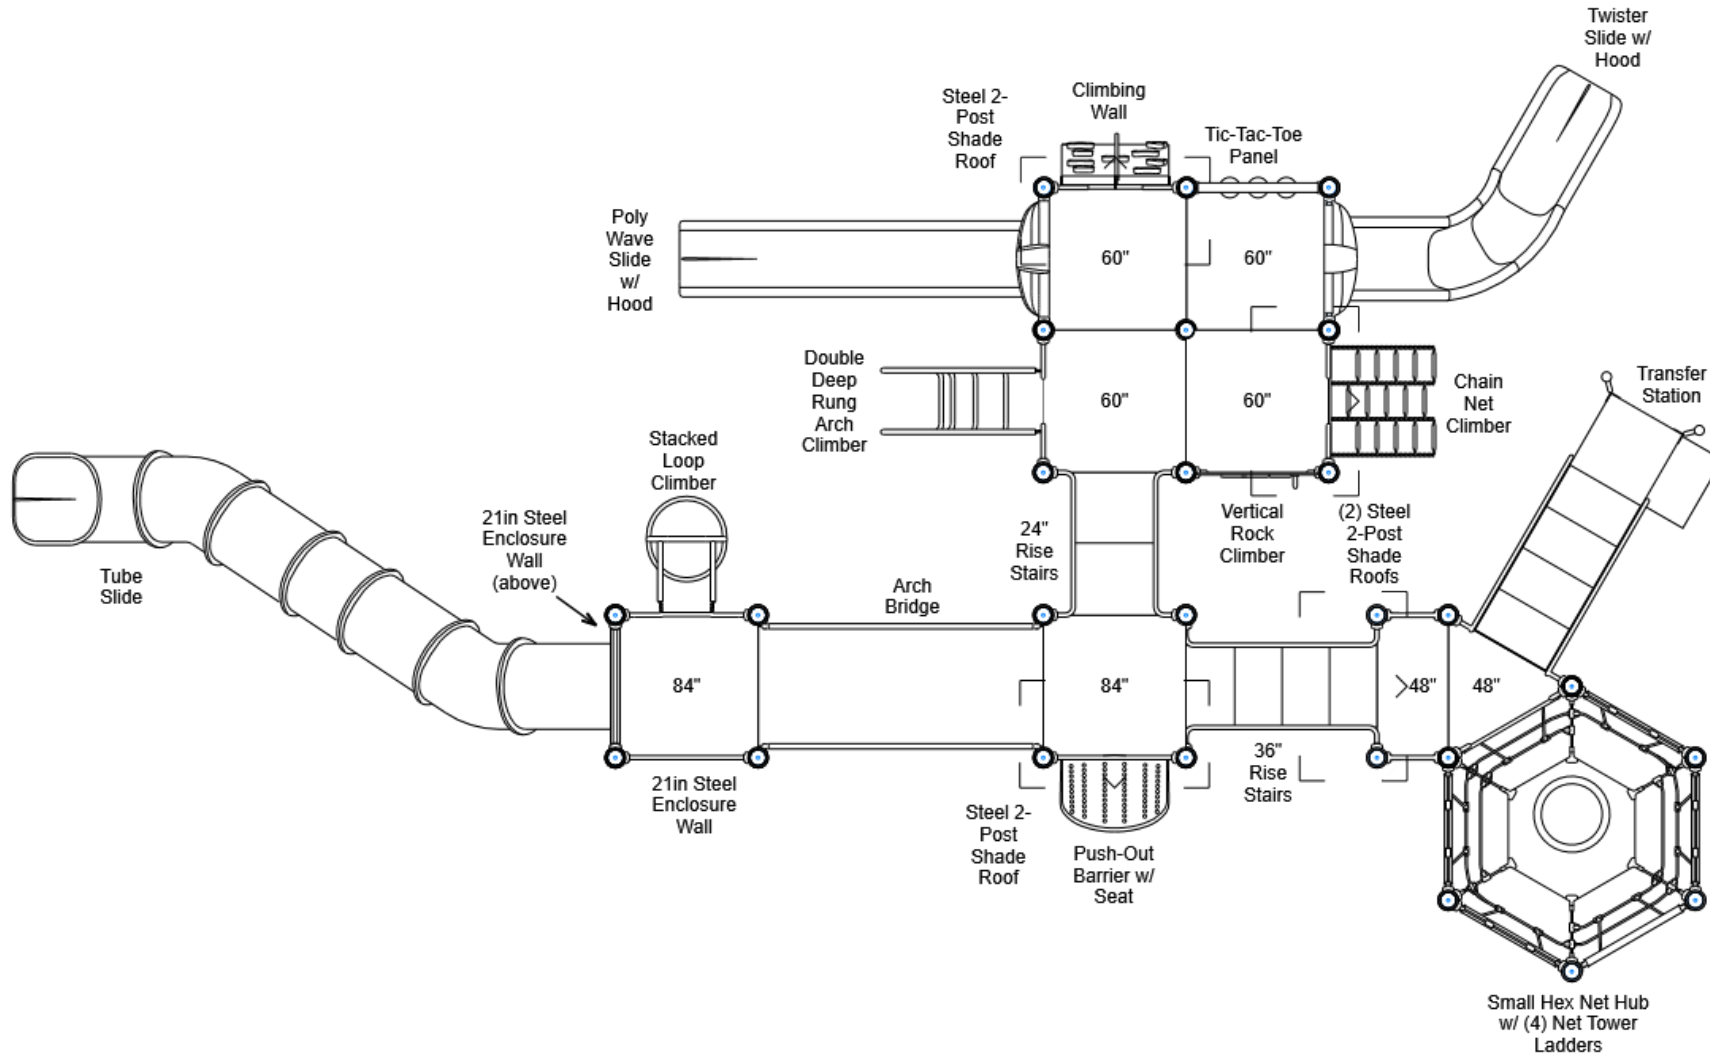 Twister
Slide w/
Hood
Steel 2-
Post
Shade
Roof
Climbing
Wall
Tic-Tac-Toe
Panel
Poly
Wave
Slide
w/
Hood
60"
60"
Double
Deep
Rung
Arch
Climber
60"
60"
Chain
Net
Climber
Transfer
Station
Stacked
Loop
Climber
21in Steel
Enclosure
Wall
(above)
24"
Rise
Stairs
Vertical
Rock
Climber
(2) Steel
2-Post
Shade
Roofs
Tube
Slide
Arch
Bridge
84"
84"
48"
48"
21in Steel
Enclosure
Wall
36"
Rise
Stairs
Steel 2-
Post
Shade
Roof
Push-Out
Barrier w/
Seat
Small Hex Net Hub
w/ (4) Net Tower
Ladders